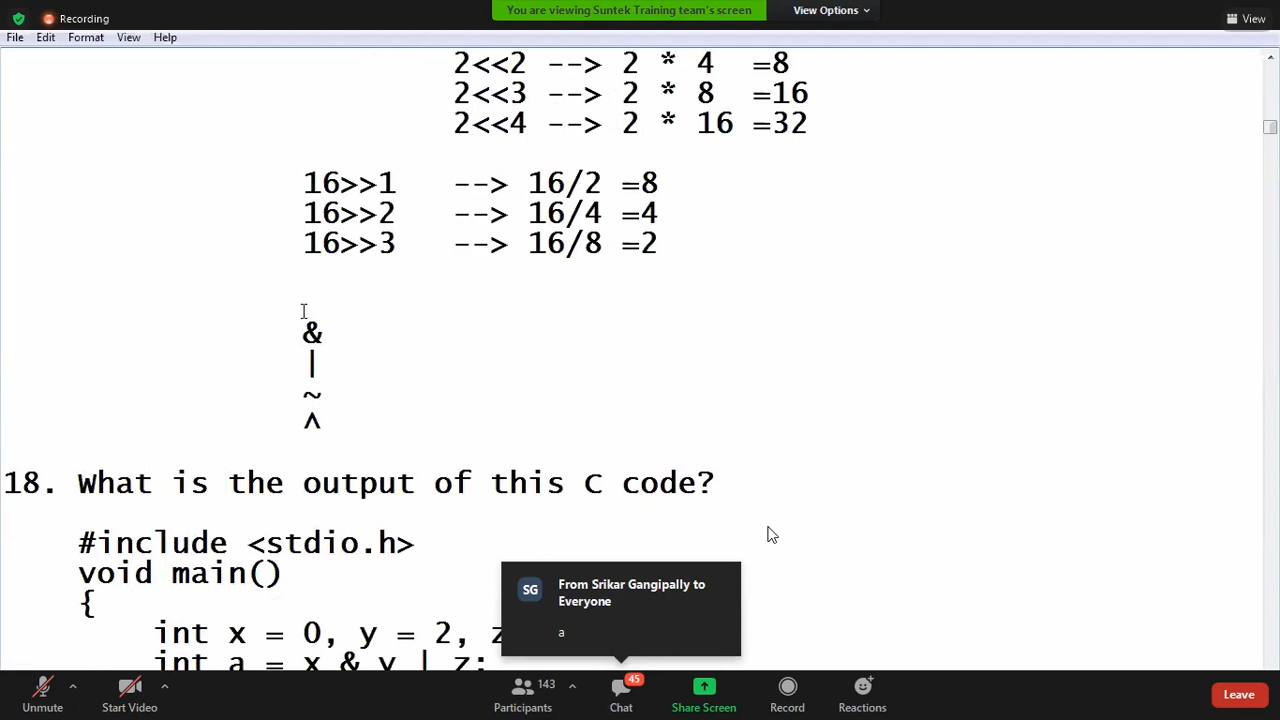 You are viewing Suntek Training team's screen
View Options
Recording
View
File Edit Format View Help
2<<2 --> 2 * 4 =8
2<<3 --> 2 * 8 =16
2<<4 --> 2 * 16 =32
16>>1 --> 16/2 =8
16>>2 --> 16/4 =4
16>>3 --> 16/8 =2
&
|
~
^
18. What is the output of this C code?
#include <stdio.h>
void main()
{
int x = 0, y = 2, z
int a = x & y | z;
SG
From Srikar Gangipally to
Everyone
a
Unmute
Start Video
143
Participants
45
Chat
Share Screen
Record
Reactions
Leave